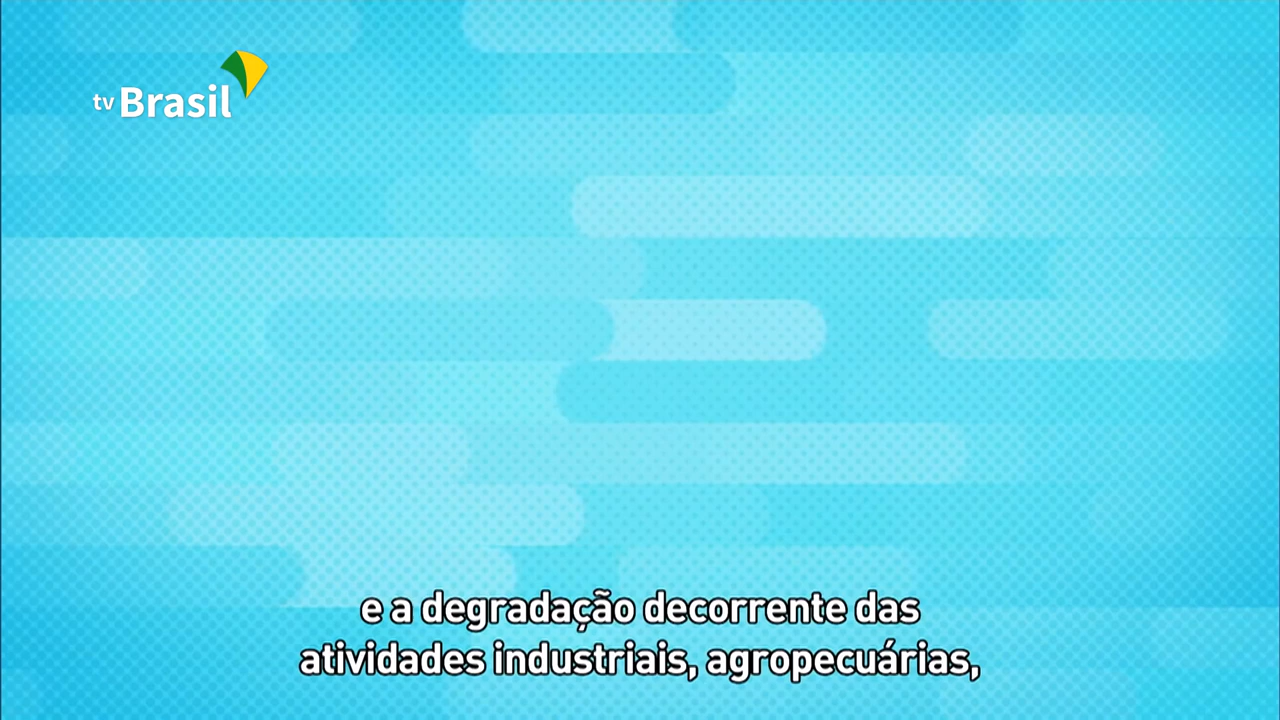 tv Brasil
e a degradação decorrente das
atividades industriais, agropecuárias,